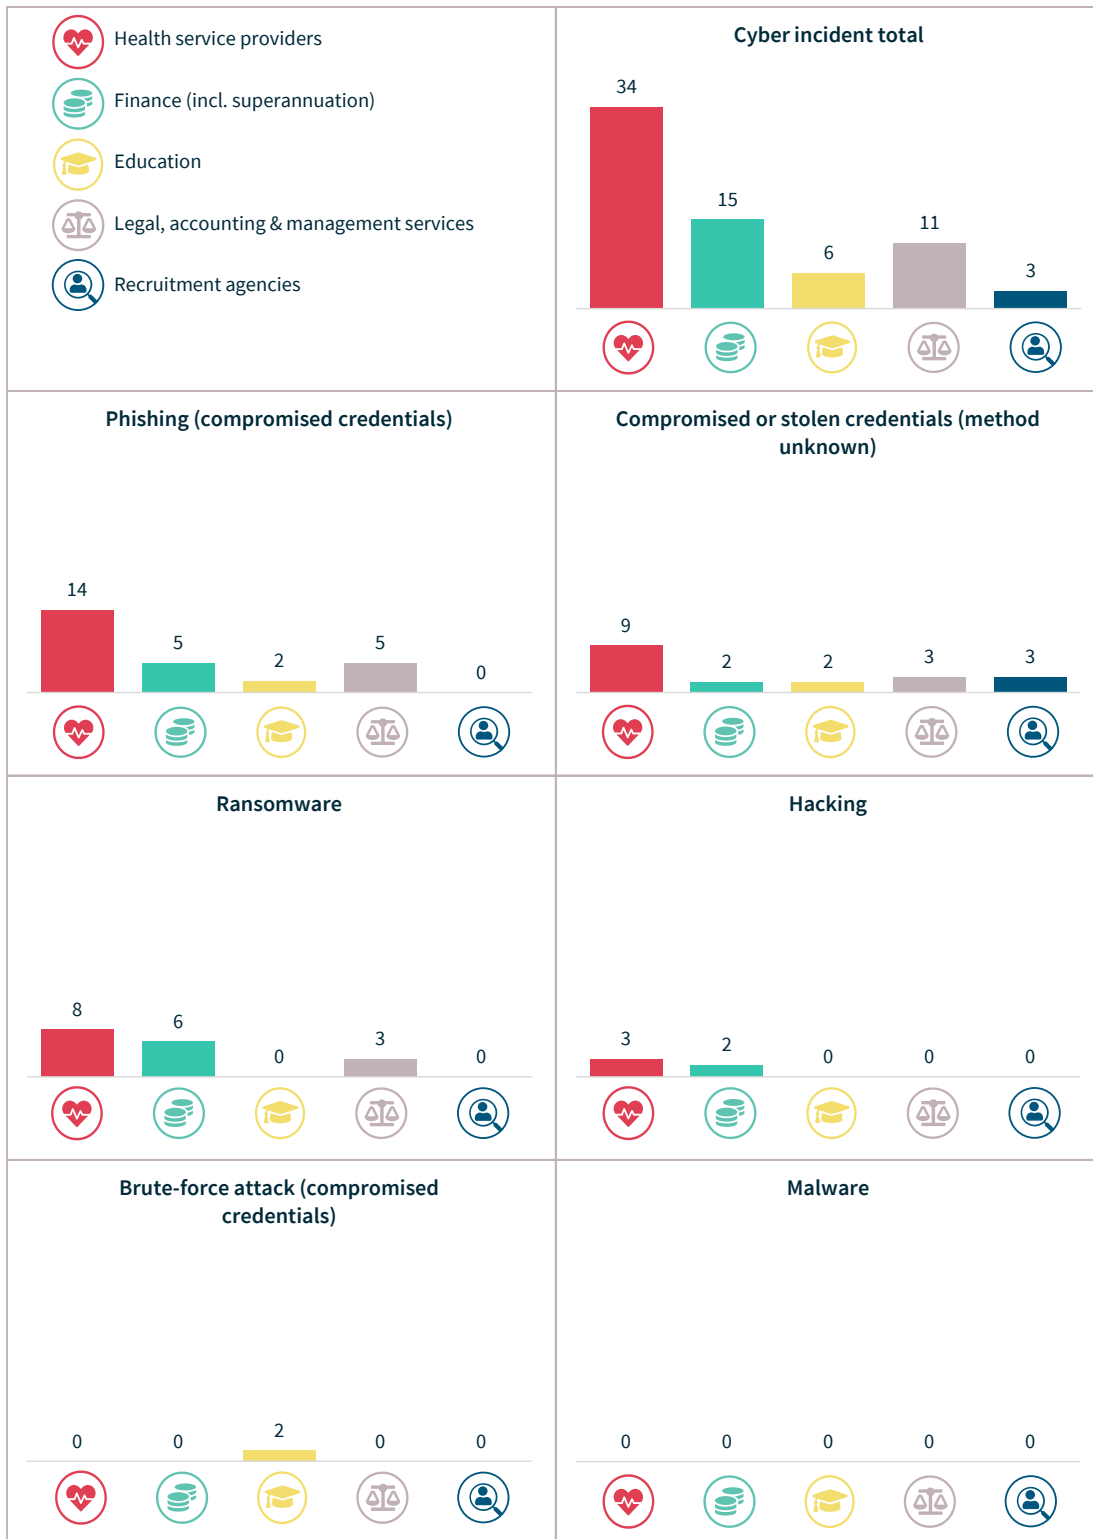 Health service providers
Finance (incl. superannuation)
Education
Legal, accounting & management services
Recruitment agencies
Cyber incident total
34
15
6
11
3
Phishing (compromised credentials)
14
5
2
5
0
Compromised or stolen credentials (method
unknown)
9
2
2
3
3
Ransomware
8
6
0
3
0
Hacking
3
2
0
0
0
Brute-force attack (compromised
credentials)
0
0
2
0
0
Malware
0
0
0
0
0